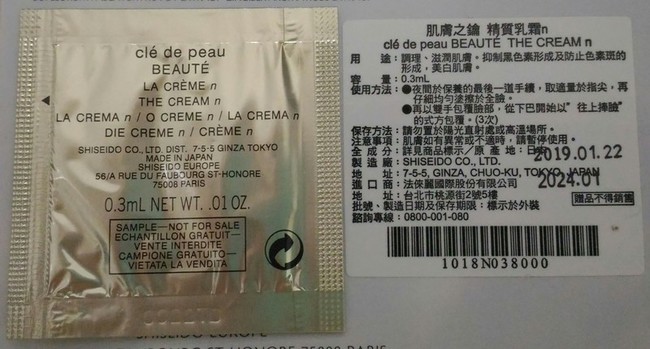 clé de peau
BEAUTÉ
LA CRÈME n
THE CREAM n
LA CREMA n / O CREME n / LA CREMA n
DIE CREME n / CRÈME n
SHISEIDO CO., LTD. DIST. 7-5-5 GINZA TOKYO
MADE IN JAPAN
SHISEIDO EUROPE
56/A RUE DU FAUBOURG ST-HONORE
75008 PARIS
0.3mL NET WT. .01 OZ.
SAMPLE—NOT FOR SALE
ECHANTILLON GRATUIT—
VENTE INTERDITE
CAMPIONE GRATUITO—
VIETATA LA VENDITA
肌膚之鑰 精質乳霜n
clé de peau BEAUTÉ THE CREAM n
用 途：調理、滋潤肌膚。抑制黑色素形成及防止色素斑的
形成，美白肌膚。
容 量：0.3mL
使用方法：●夜間於保養的最後一道手續，取適量於指尖，再
仔細均勻塗擦於全臉。
●再以雙手包覆臉部，從下巴開始以"往上捧臉"
的式方包覆。(3次)
保存方法：請勿置於曝光直射處或高溫場所。
注意事項：肌膚如有異常或不適時，請暫停使用。
全 成 分：詳見商品標示／原 產 地：日本
2019.01.22
製 造 廠：SHISEIDO CO., LTD.
地 址：7-5-5, GINZA, CHUO-KU, TOKYO, JAPAN
2024.01
進 口 商：法徠麗國際股份有限公司
地 址：台北市桃源街2號5樓
贈品不得銷售
批號、製造日期及保存期限：標示於外裝
諮詢專線：0800-001-080
1018N038000
SHISEIDO EUROPE
75008 PARIS